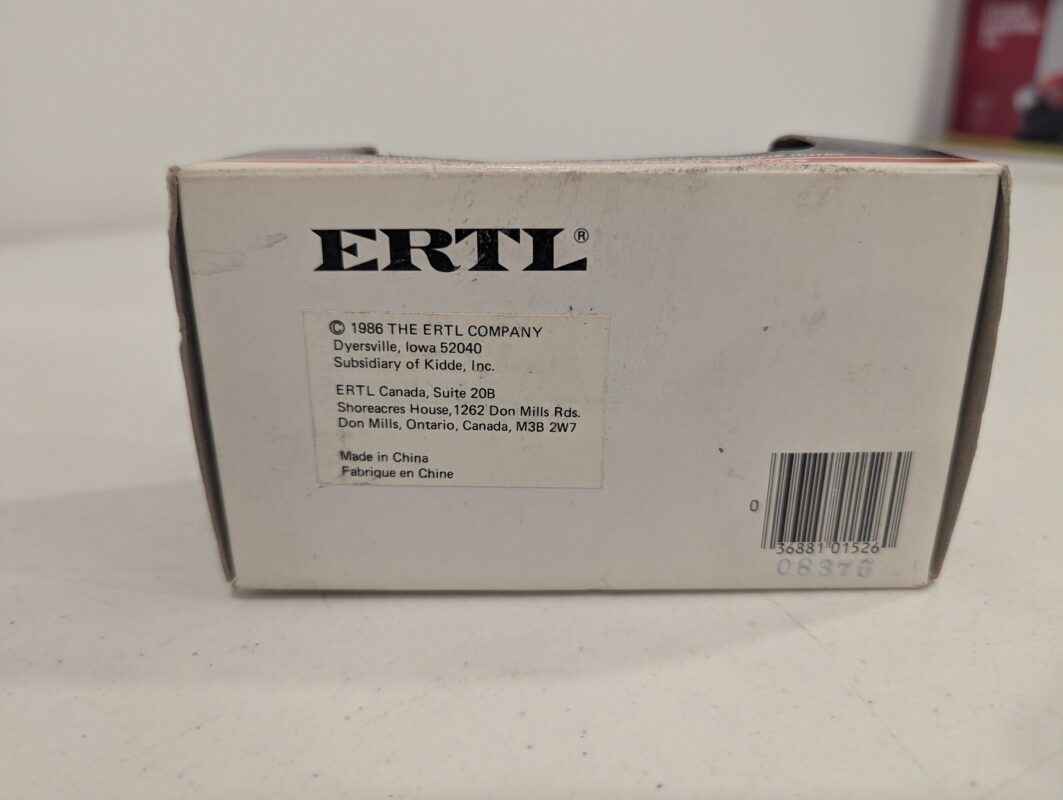 ERTL®
© 1986 THE ERTL COMPANY
Dyersville, Iowa 52040
Subsidiary of Kidde, Inc.
ERTL Canada, Suite 20B
Shoreacres House, 1262 Don Mills Rds.
Don Mills, Ontario, Canada, M3B 2W7
Made in China
Fabrique en Chine
0
36881 01526